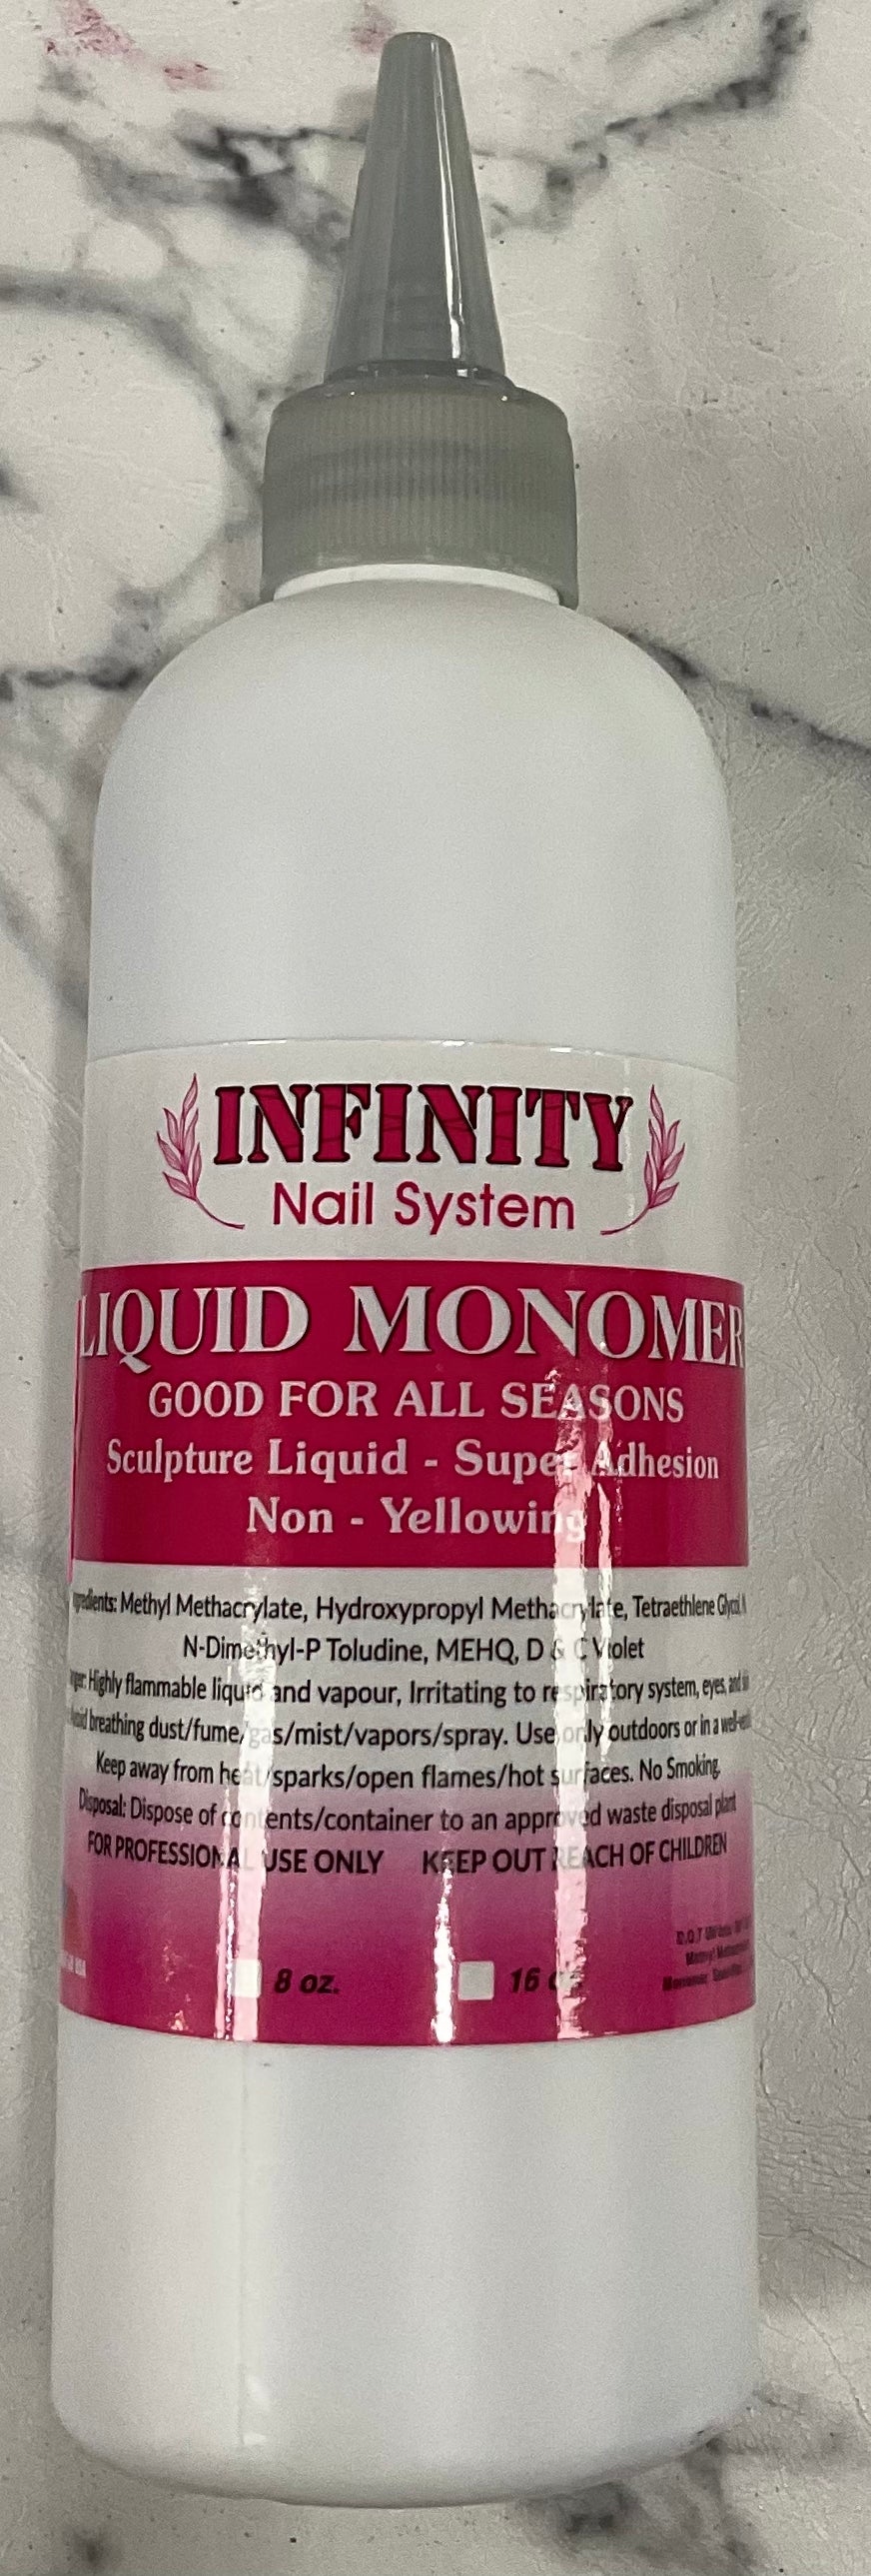 INFINITY
Nail System
LIQUID MONOMER
GOOD FOR ALL SEASONS
Sculpture Liquid - Super Adhesion
Non - Yellowing
Methyl Methacrylate, Hydroxypropyl Methacrylate, Tetraethlene Glycol,
N-Dimethyl-P Toludine, MEHQ, D & C Violet
Highly flammable liquid and vapour, Irritating to respiratory system, eyes, and
breathing dust/fume/gas/mist/vapors/spray. Use only outdoors or in a
Keep away from heat/sparks/open flames/hot surfaces. No Smoking.
Disposal: Dispose of contents/container to an approved waste disposal plant
FOR PROFESSIONAL USE ONLY KEEP OUT REACH OF CHILDREN
8 oz. 16 oz.